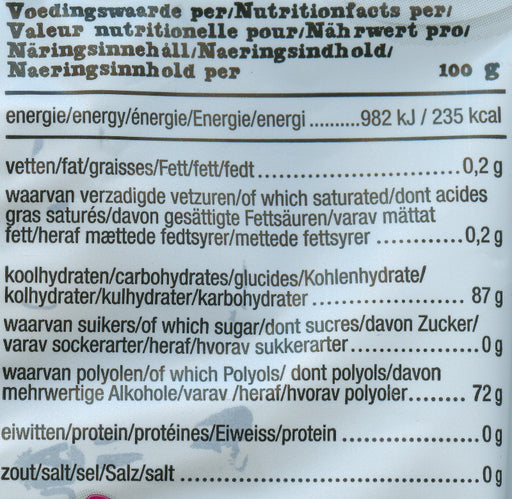 Voedingswaarde per/Nutritionfacts per/
Valeur nutritionelle pour/Nährwert pro/
Näringsinnehåll/Naeringsindhold/
Naeringsinnhold per 100 g
energie/energy/énergie/Energie/energi ..........982 kJ / 235 kcal
vetten/fat/graisses/Fett/fett/fedt ..............................0,2 g
waarvan verzadigde vetzuren/of which saturated/dont acides
gras saturés/davon gesättigte Fettsäuren/varav mättat
fett/heraf mættede fedtsyrer/mettede fettsyrer .............0,2 g
koolhydraten/carbohydrates/glucides/Kohlenhydrate/
kolhydrater/kulhydrater/karbohydrater ....................... 87 g
waarvan suikers/of which sugar/dont sucres/davon Zucker/
varav sockerarter/heraf/hvorav sukkerarter....................0 g
waarvan polyolen/of which Polyols/ dont polyols/davon
mehrwertige Alkohole/varav /heraf/hvorav polyoler........ 72 g
eiwitten/protein/protéines/Eiweiss/protein .....................0 g
zout/salt/sel/Salz/salt .............................................0 g